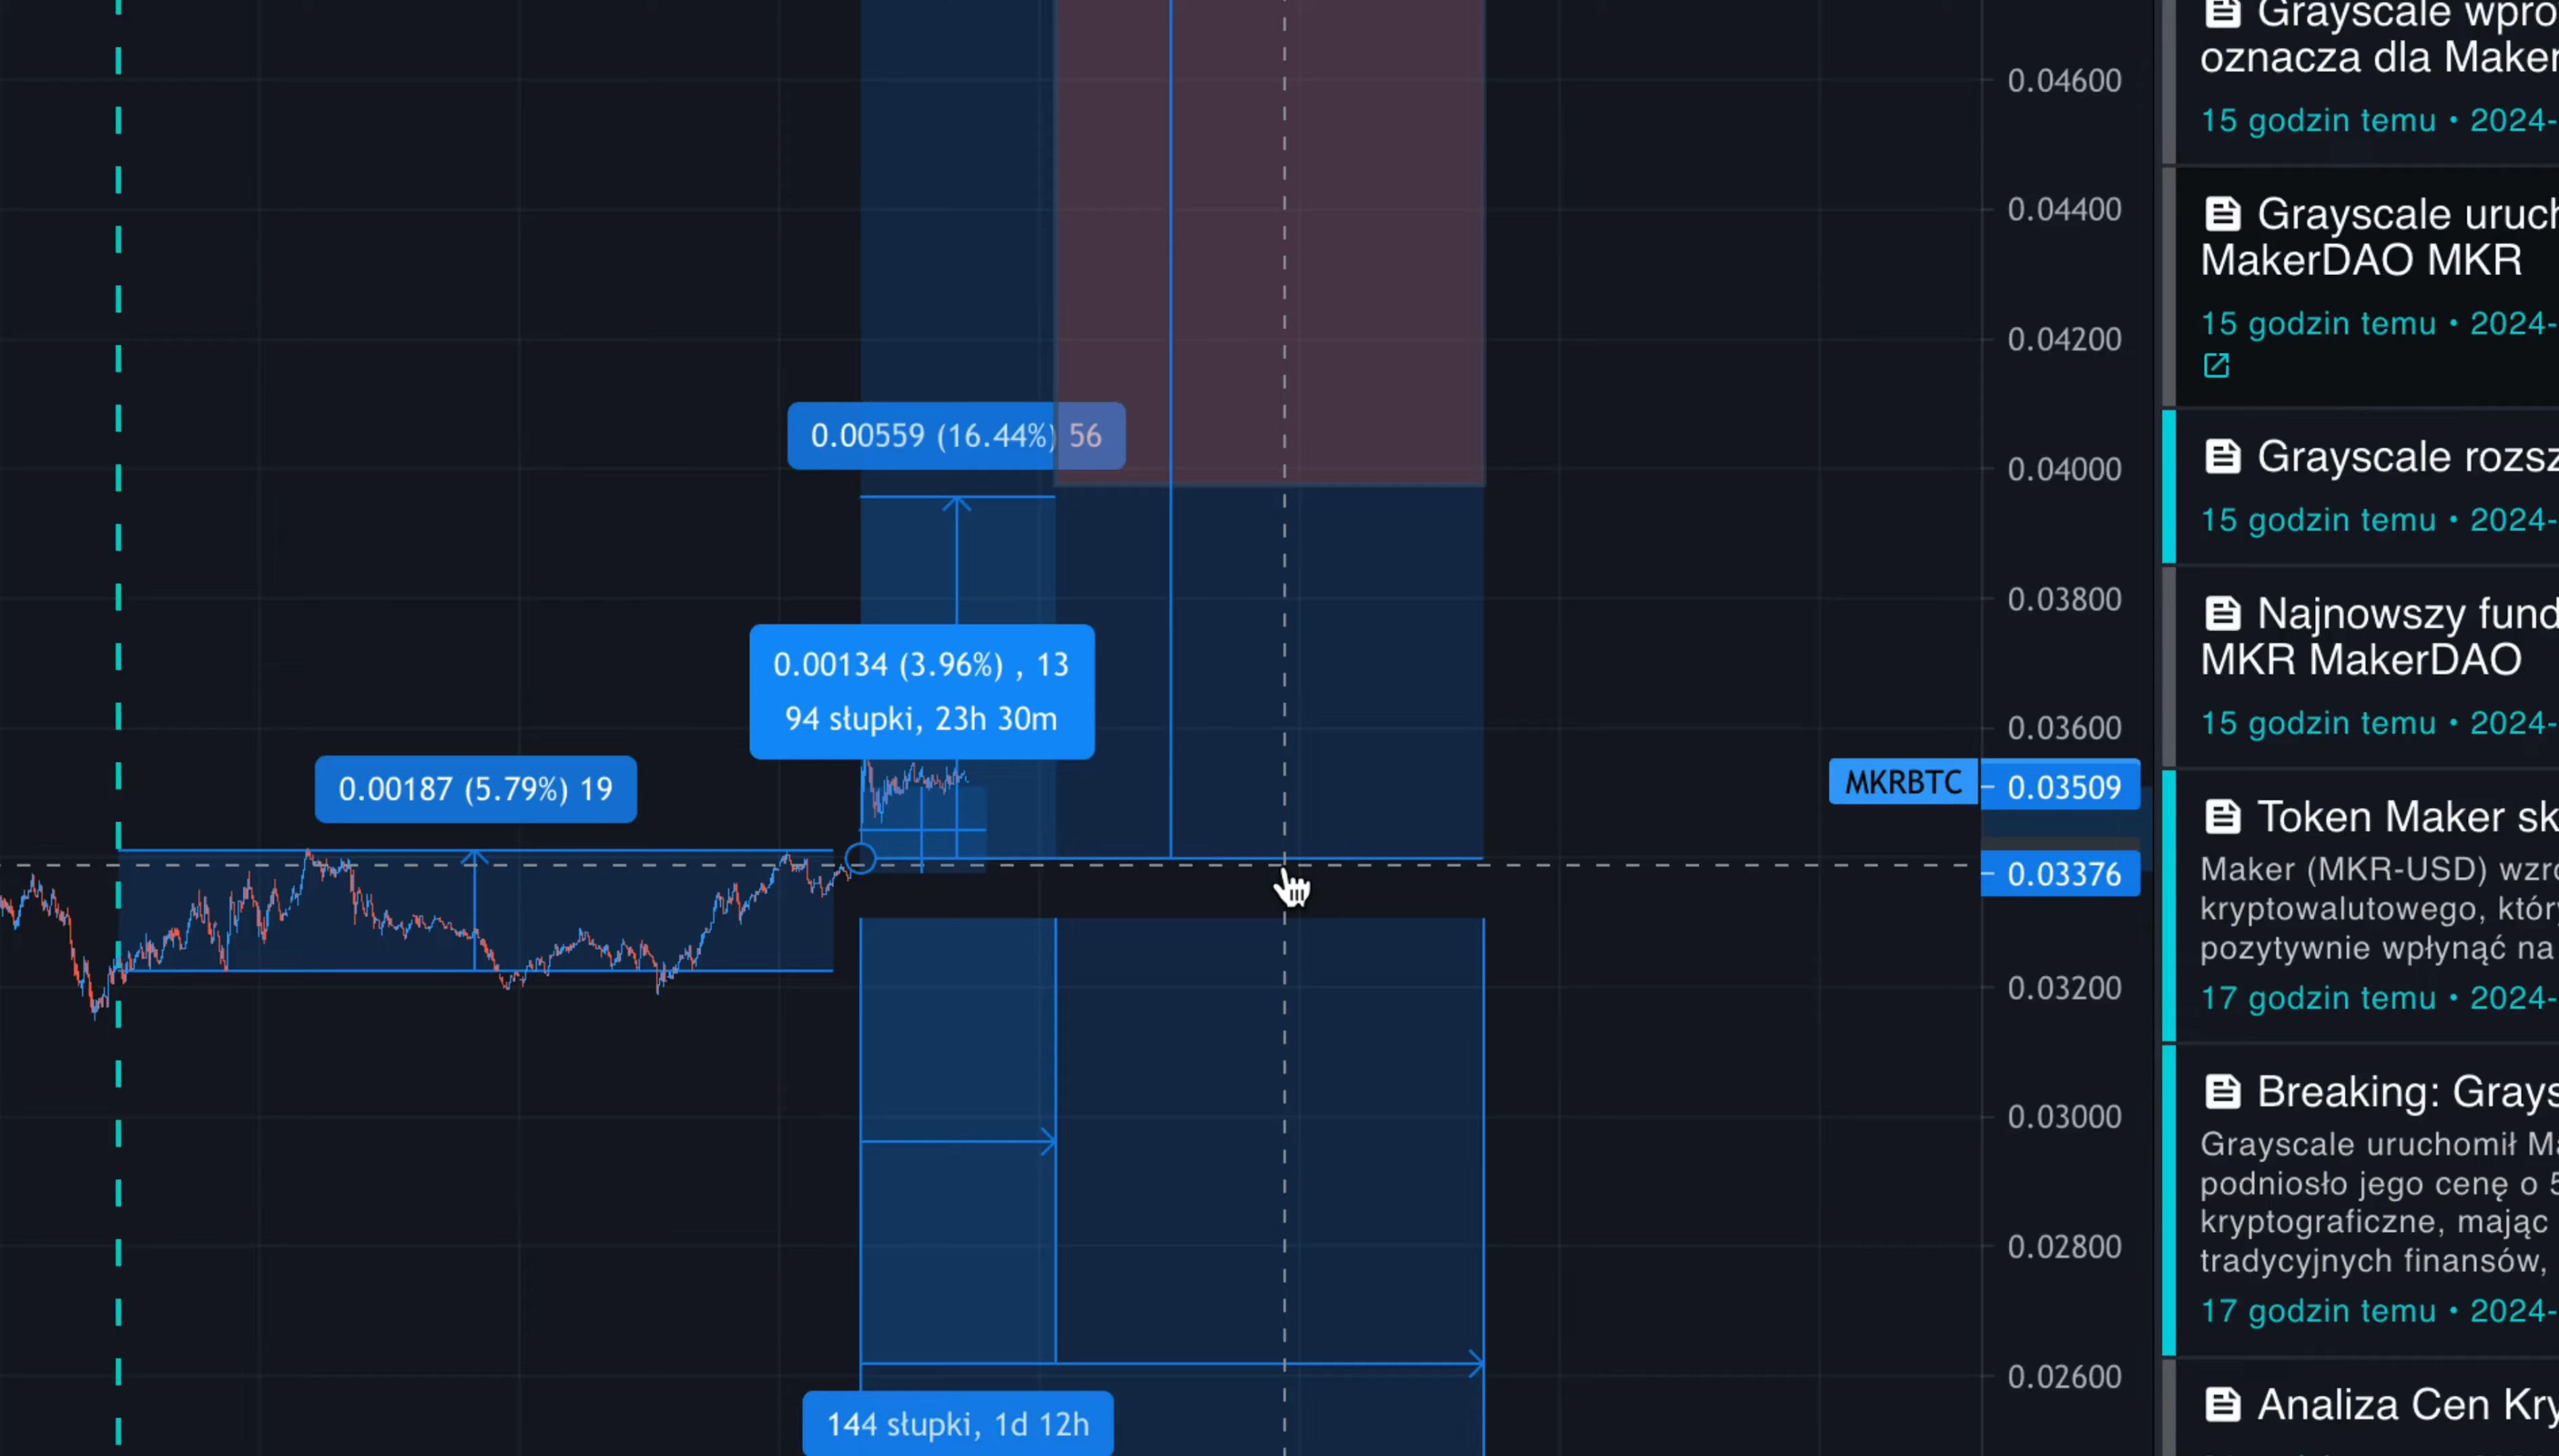 0.00559 (16.44%) 56
0.00134 (3.96%) , 13
94 słupki, 23h 30m
0.00187 (5.79%) 19
144 słupki, 1d 12h
0.04600
0.04400
0.04200
0.04000
0.03800
0.03600
MKRBTC
0.03509
0.03376
0.03200
0.03000
0.02800
0.02600
Grayscale wpro
oznacza dla Maker
15 godzin temu • 2024-
Grayscale uruch
MakerDAO MKR
15 godzin temu • 2024-
Grayscale rozsz
15 godzin temu • 2024-
Najnowszy fund
MKR MakerDAO
15 godzin temu • 2024-
Token Maker sk
Maker (MKR-USD) wzro
kryptowalutowego, któr
pozytywnie wpłynąć na
17 godzin temu • 2024-
Breaking: Grays
Grayscale uruchomił Ma
podniosło jego cenę o 5
kryptograficzne, mając
tradycyjnych finansów,
17 godzin temu • 2024-
Analiza Cen Kry